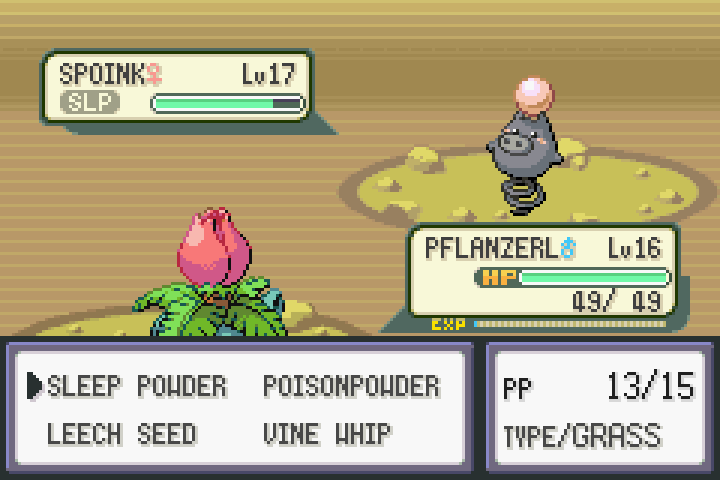 SPOINK♀ Lv17
SLP
PFLANZERL♂ Lv16
HP
49/ 49
EXP
▶SLEEP POWDER POISONPOWDER
LEECH SEED VINE WHIP
PP 13/15
TYPE/GRASS